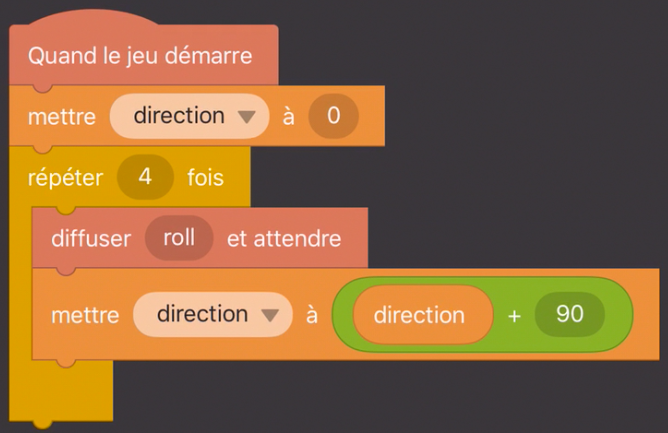 Quand le jeu démarre
mettre direction à 0
répéter 4 fois
diffuser roll et attendre
mettre direction à direction + 90